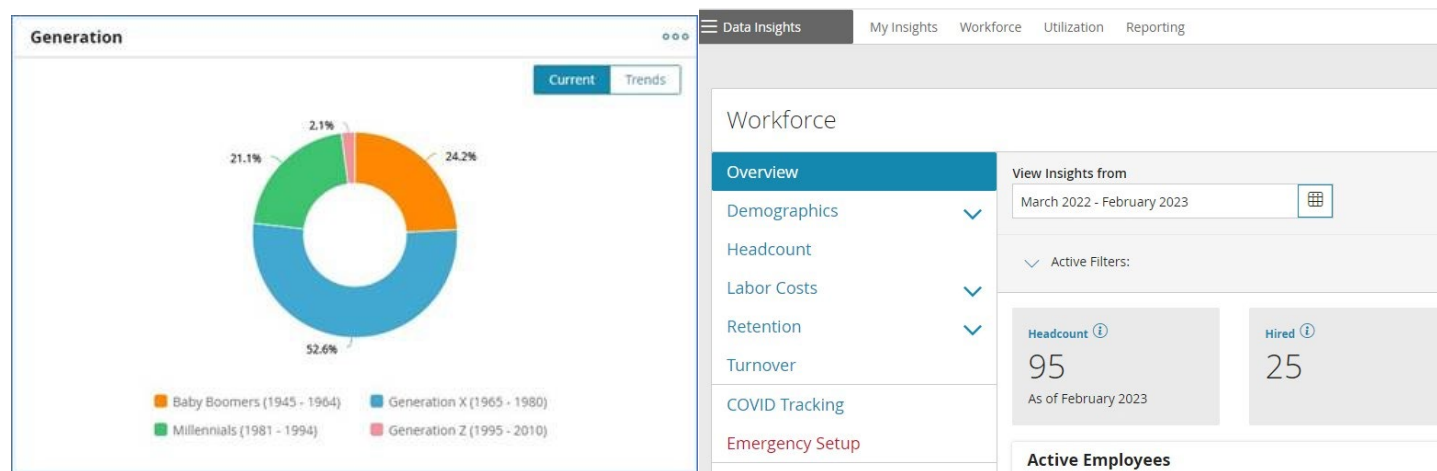 Generation
Current Trends
2.1%
21.1%
24.2%
52.6%
Baby Boomers (1945 - 1964) Generation X (1965 - 1980)
Millennials (1981 - 1994) Generation Z (1995 - 2010)
Data Insights My Insights Workforce Utilization Reporting
Workforce
Overview
Demographics
Headcount
Labor Costs
Retention
Turnover
COVID Tracking
Emergency Setup
View Insights from
March 2022 - February 2023
Active Filters:
Headcount
95
As of February 2023
Hired
25
Active Employees